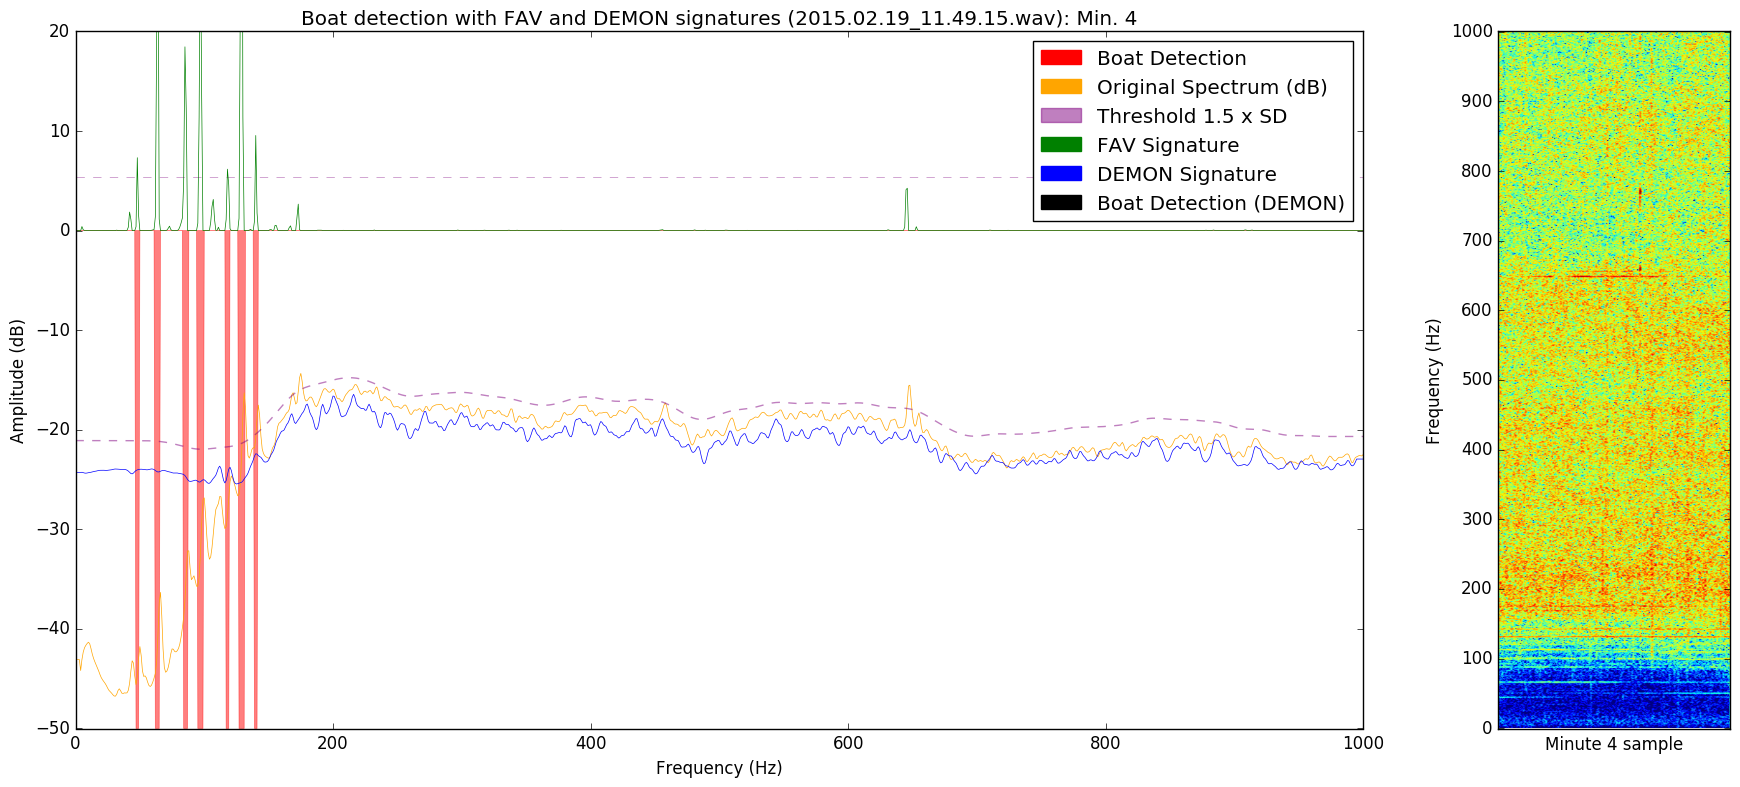 Boat detection with FAV and DEMON signatures (2015.02.19_11.49.15.wav): Min. 4
Boat Detection
Original Spectrum (dB)
Threshold 1.5 x SD
FAV Signature
DEMON Signature
Boat Detection (DEMON)
Amplitude (dB)
20
10
0
−10
−20
−30
−40
−50
0
200
400
600
800
1000
Frequency (Hz)
Frequency (Hz)
1000
900
800
700
600
500
400
300
200
100
0
Minute 4 sample